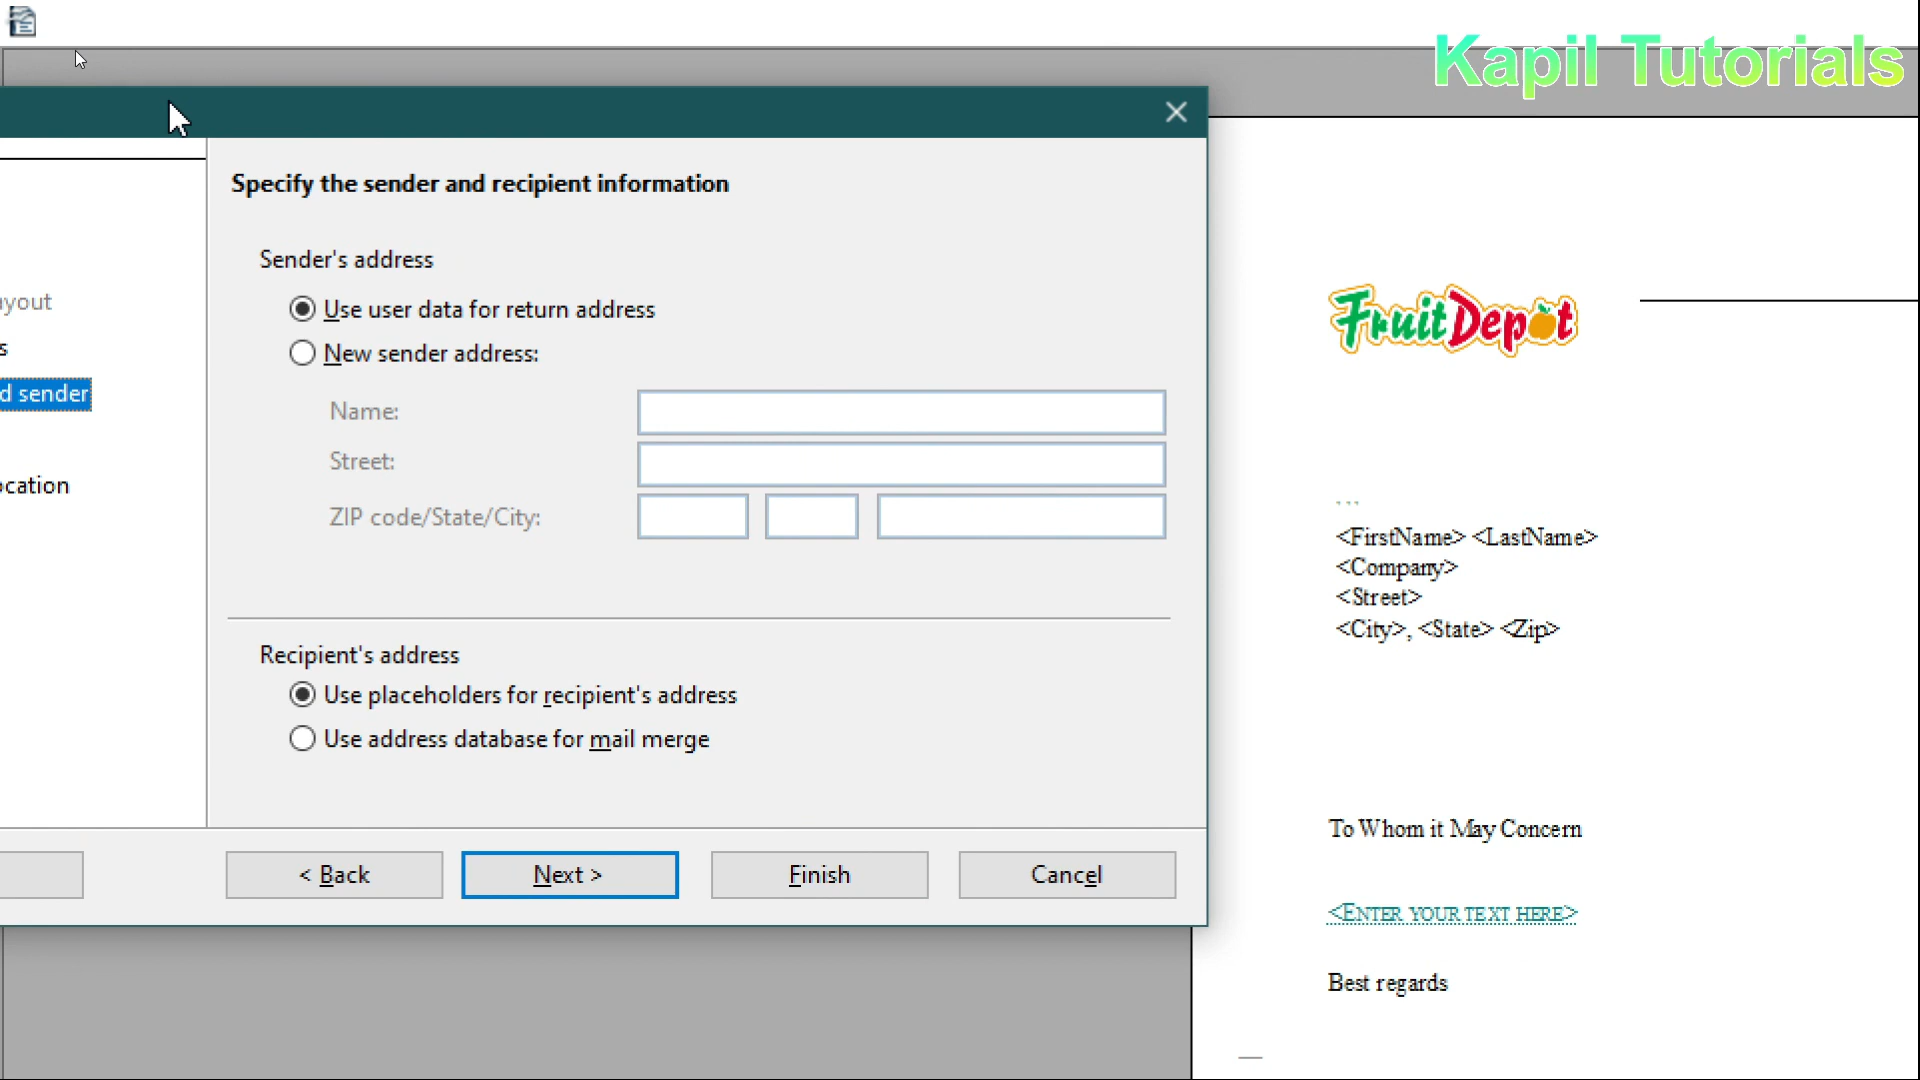 Kapil Tutorials
Specify the sender and recipient information
Sender's address
ayout
Use user data for return address
s
New sender address:
d sender
Name:
Street:
ocation
ZIP code/State/City:
Recipient's address
Use placeholders for recipient's address
Use address database for mail merge
< Back
Next >
Finish
Cancel
FruitDepot
<FirstName> <LastName>
<Company>
<Street>
<City>, <State> <Zip>
To Whom it May Concern
<ENTER YOUR TEXT HERE>
Best regards